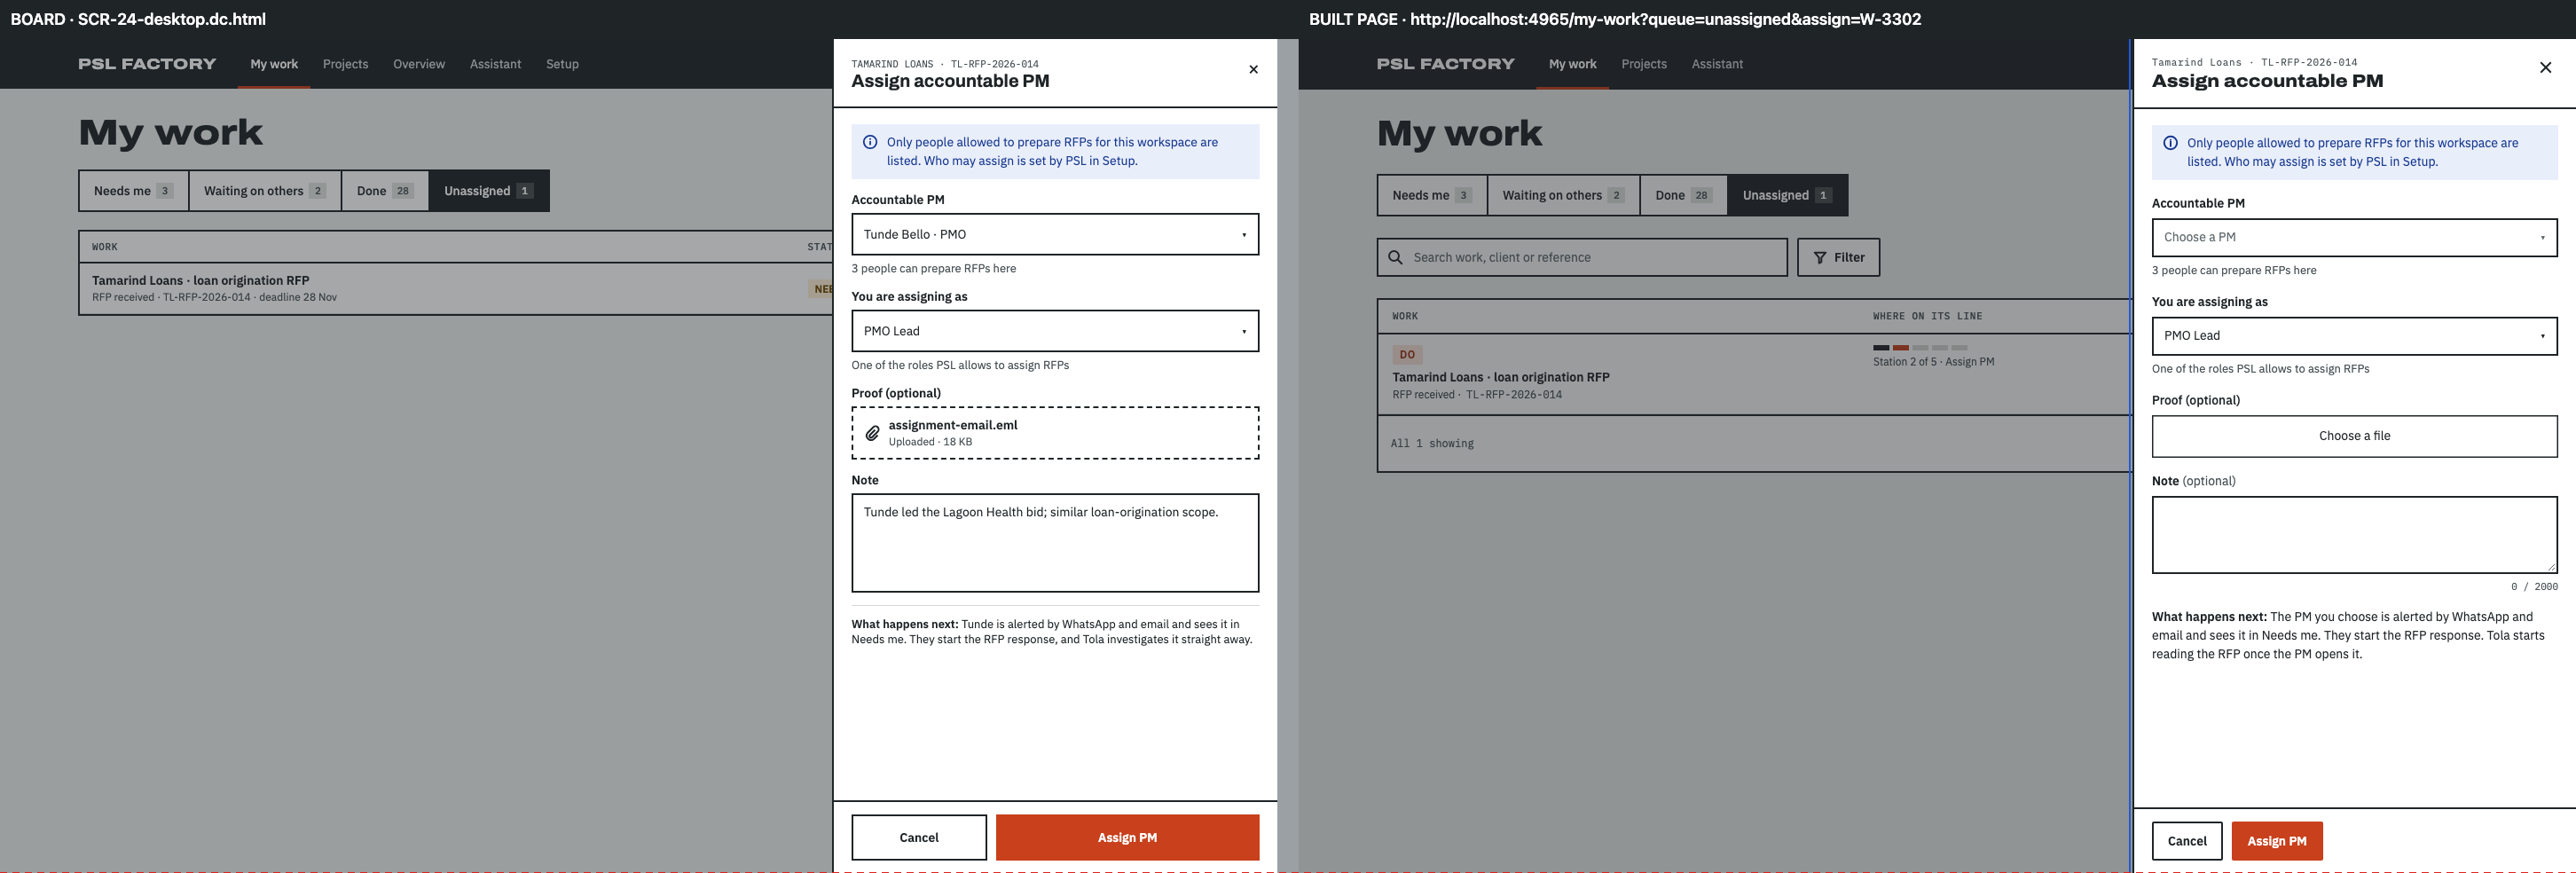 BOARD · SCR-24-desktop.dc.html
PSL FACTORY My work Projects Overview Assistant Setup
My work
Needs me 3 Waiting on others 2 Done 28 Unassigned 1
WORK STAT
Tamarind Loans · loan origination RFP
RFP received · TL-RFP-2026-014 · deadline 28 Nov
NEE
TAMARIND LOANS · TL-RFP-2026-014
Assign accountable PM
Only people allowed to prepare RFPs for this workspace are
listed. Who may assign is set by PSL in Setup.
Accountable PM
Tunde Bello · PMO
3 people can prepare RFPs here
You are assigning as
PMO Lead
One of the roles PSL allows to assign RFPs
Proof (optional)
assignment-email.eml
Uploaded · 18 KB
Note
Tunde led the Lagoon Health bid; similar loan-origination scope.
What happens next: Tunde is alerted by WhatsApp and email and sees it in
Needs me. They start the RFP response, and Tola investigates it straight away.
Cancel Assign PM
BUILT PAGE · http://localhost:4965/my-work?queue=unassigned&assign=W-3302
PSL FACTORY My work Projects Assistant
My work
Needs me 3 Waiting on others 2 Done 28 Unassigned 1
Search work, client or reference Filter
WORK WHERE ON ITS LINE
DO
Station 2 of 5 · Assign PM
Tamarind Loans · loan origination RFP
RFP received · TL-RFP-2026-014
All 1 showing
Tamarind Loans · TL-RFP-2026-014
Assign accountable PM
Only people allowed to prepare RFPs for this workspace are
listed. Who may assign is set by PSL in Setup.
Accountable PM
Choose a PM
3 people can prepare RFPs here
You are assigning as
PMO Lead
One of the roles PSL allows to assign RFPs
Proof (optional)
Choose a file
Note (optional)
0 / 2000
What happens next: The PM you choose is alerted by WhatsApp and
email and sees it in Needs me. They start the RFP response. Tola starts
reading the RFP once the PM opens it.
Cancel Assign PM